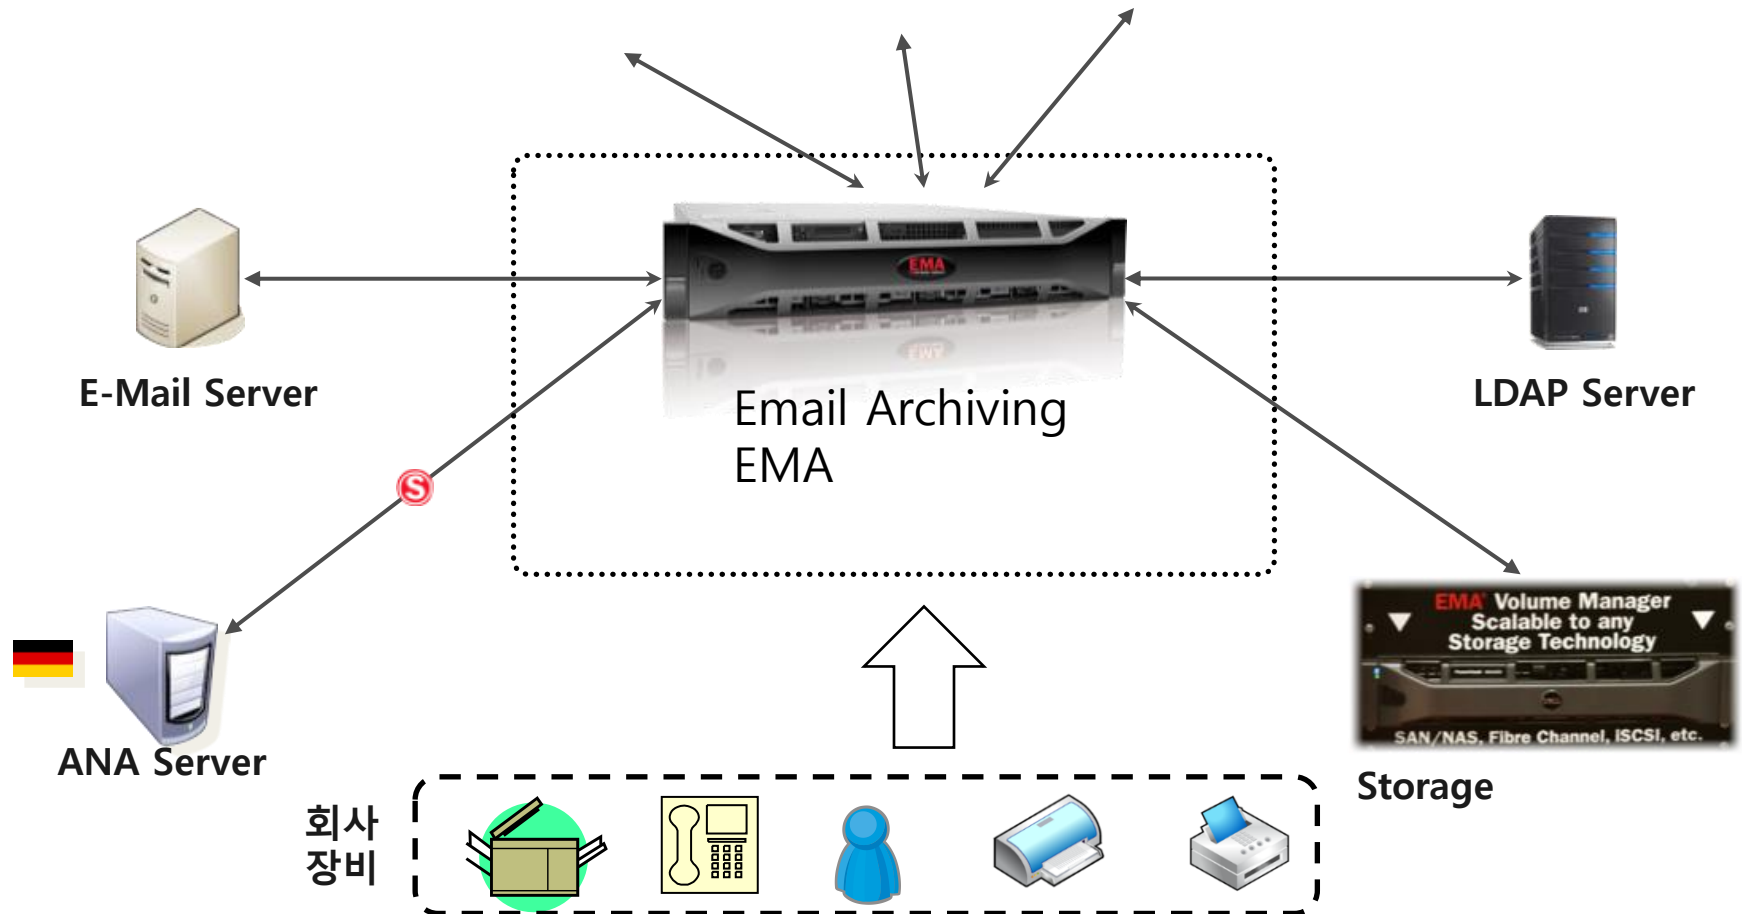 EMA
E-Mail Server
LDAP Server
Email Archiving
EMA
S
EMA Volume Manager
Scalable to any
Storage Technology
SAN/NAS, Fibre Channel, iSCSI, etc.
ANA Server
Storage
회사
장비